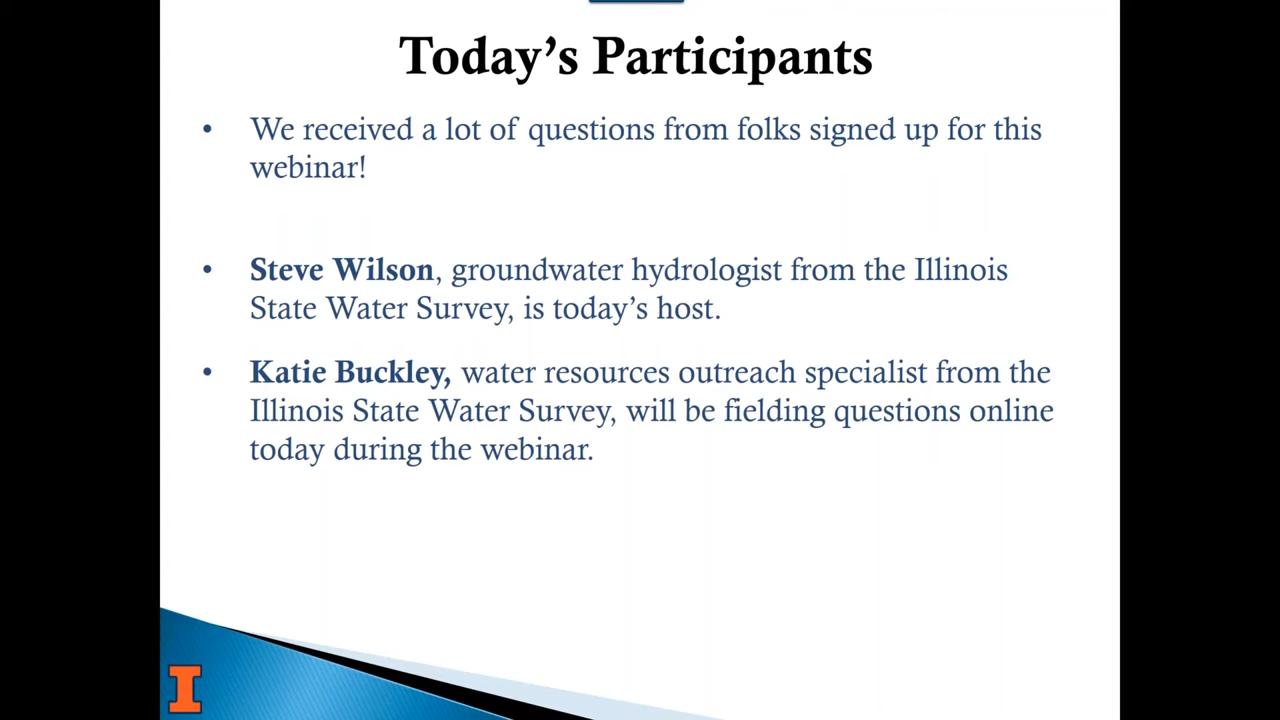 Today’s Participants
• We received a lot of questions from folks signed up for this
webinar!
• Steve Wilson, groundwater hydrologist from the Illinois
State Water Survey, is today’s host.
• Katie Buckley, water resources outreach specialist from the
Illinois State Water Survey, will be fielding questions online
today during the webinar.
I